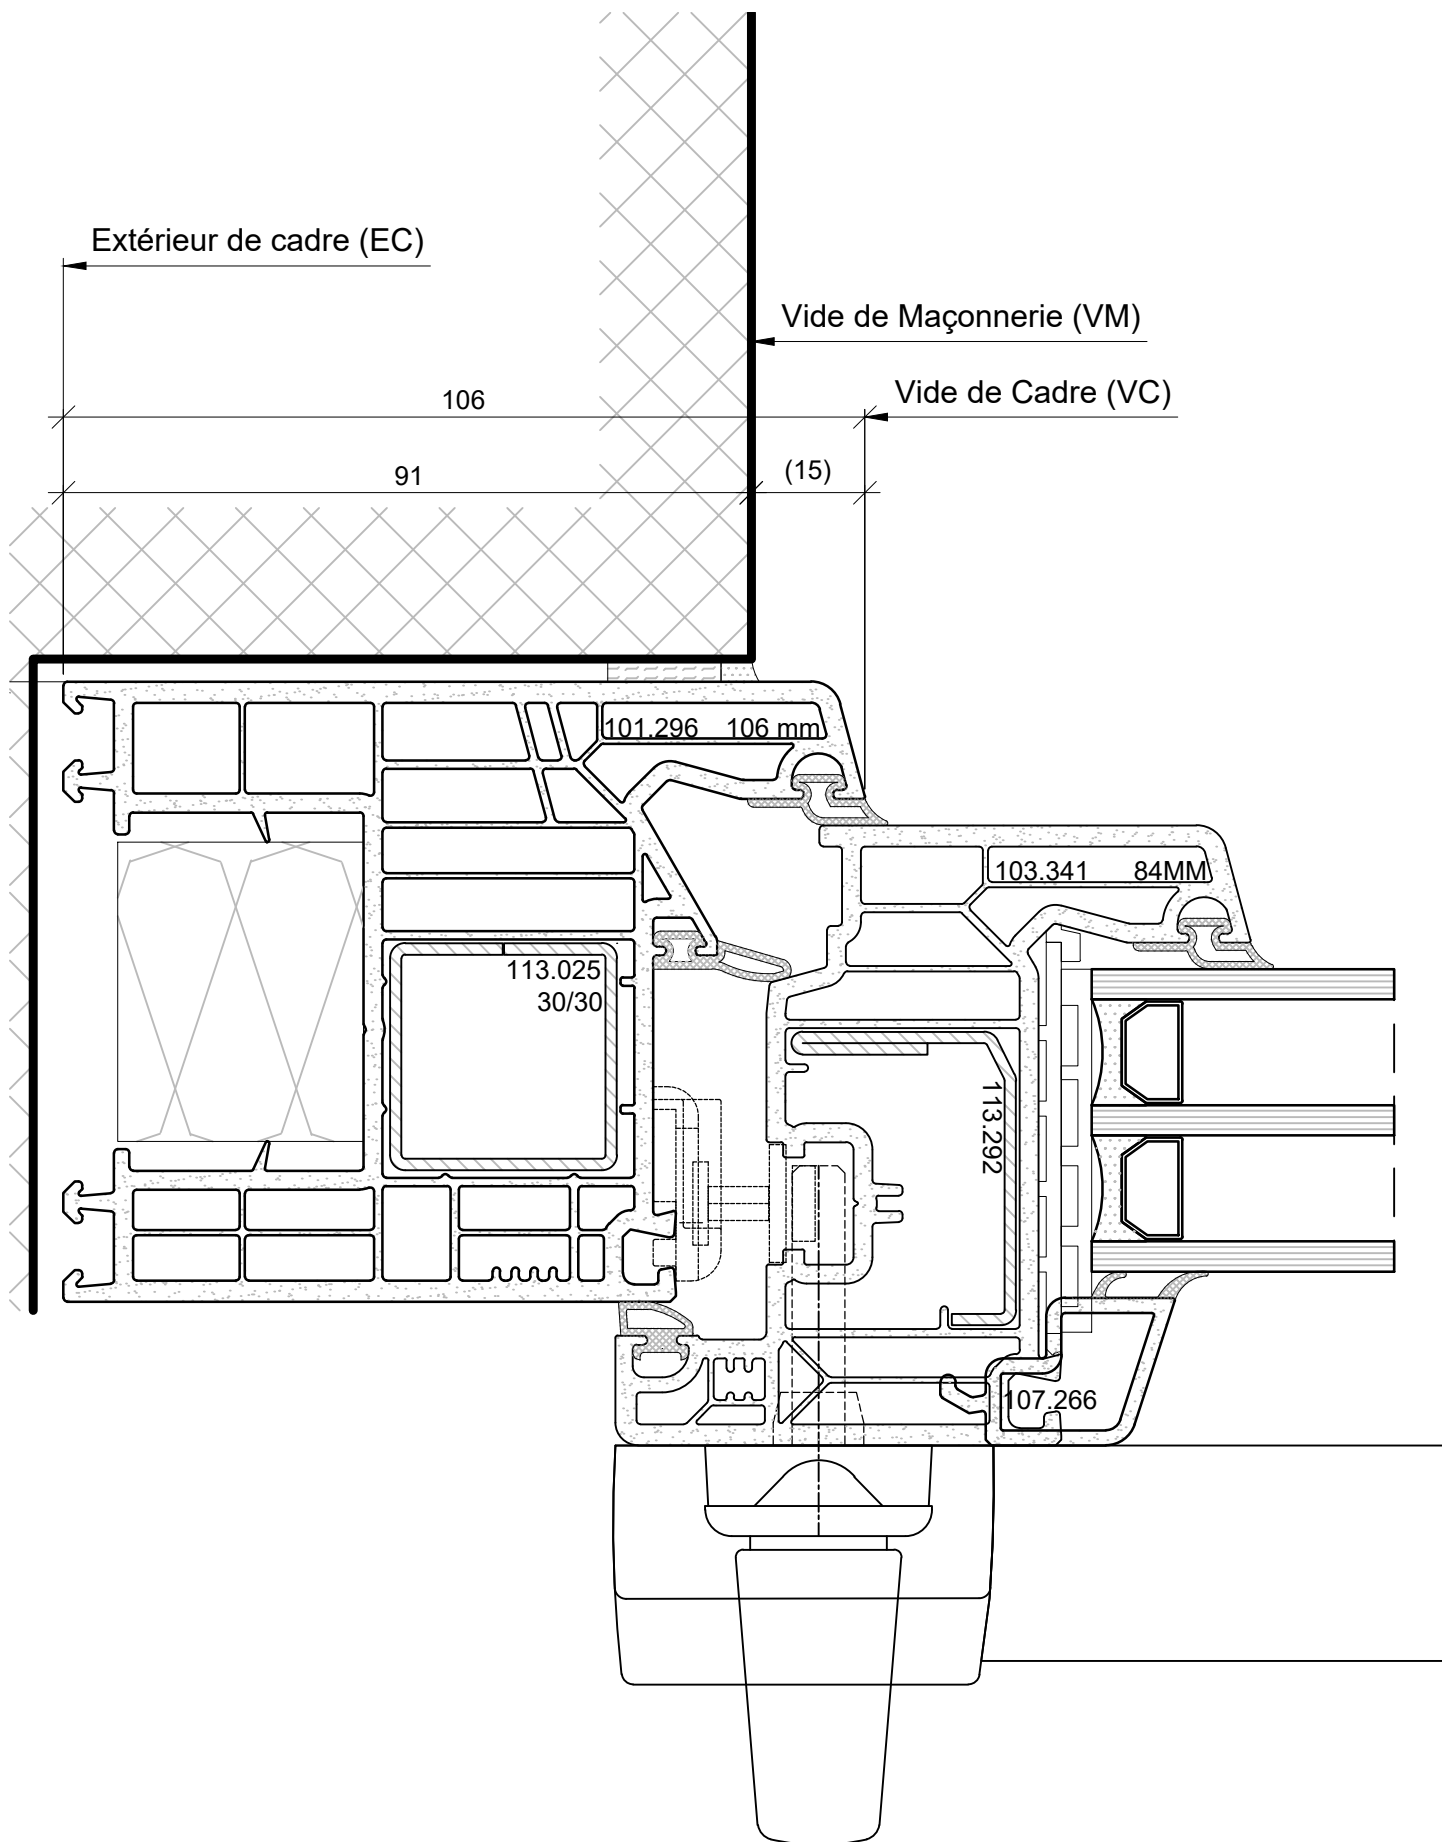 Extérieur de cadre (EC)
Vide de Maçonnerie (VM)
Vide de Cadre (VC)
106
91
(15)
101.296 106 mm
103.341 84MM
113.025
30/30
113.292
107.266